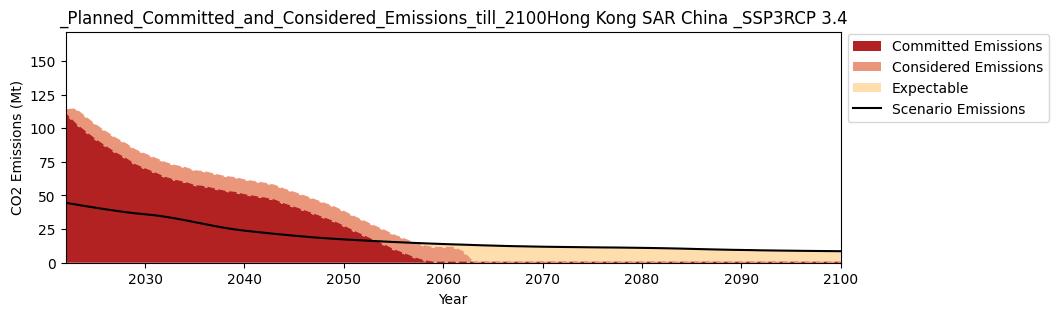 _Planned_Committed_and_Considered_Emissions_till_2100Hong Kong SAR China _SSP3RCP 3.4
Committed Emissions
Considered Emissions
Expectable
Scenario Emissions
CO2 Emissions (Mt)
150
125
100
75
50
25
0
2030 2040 2050 2060 2070 2080 2090 2100
Year